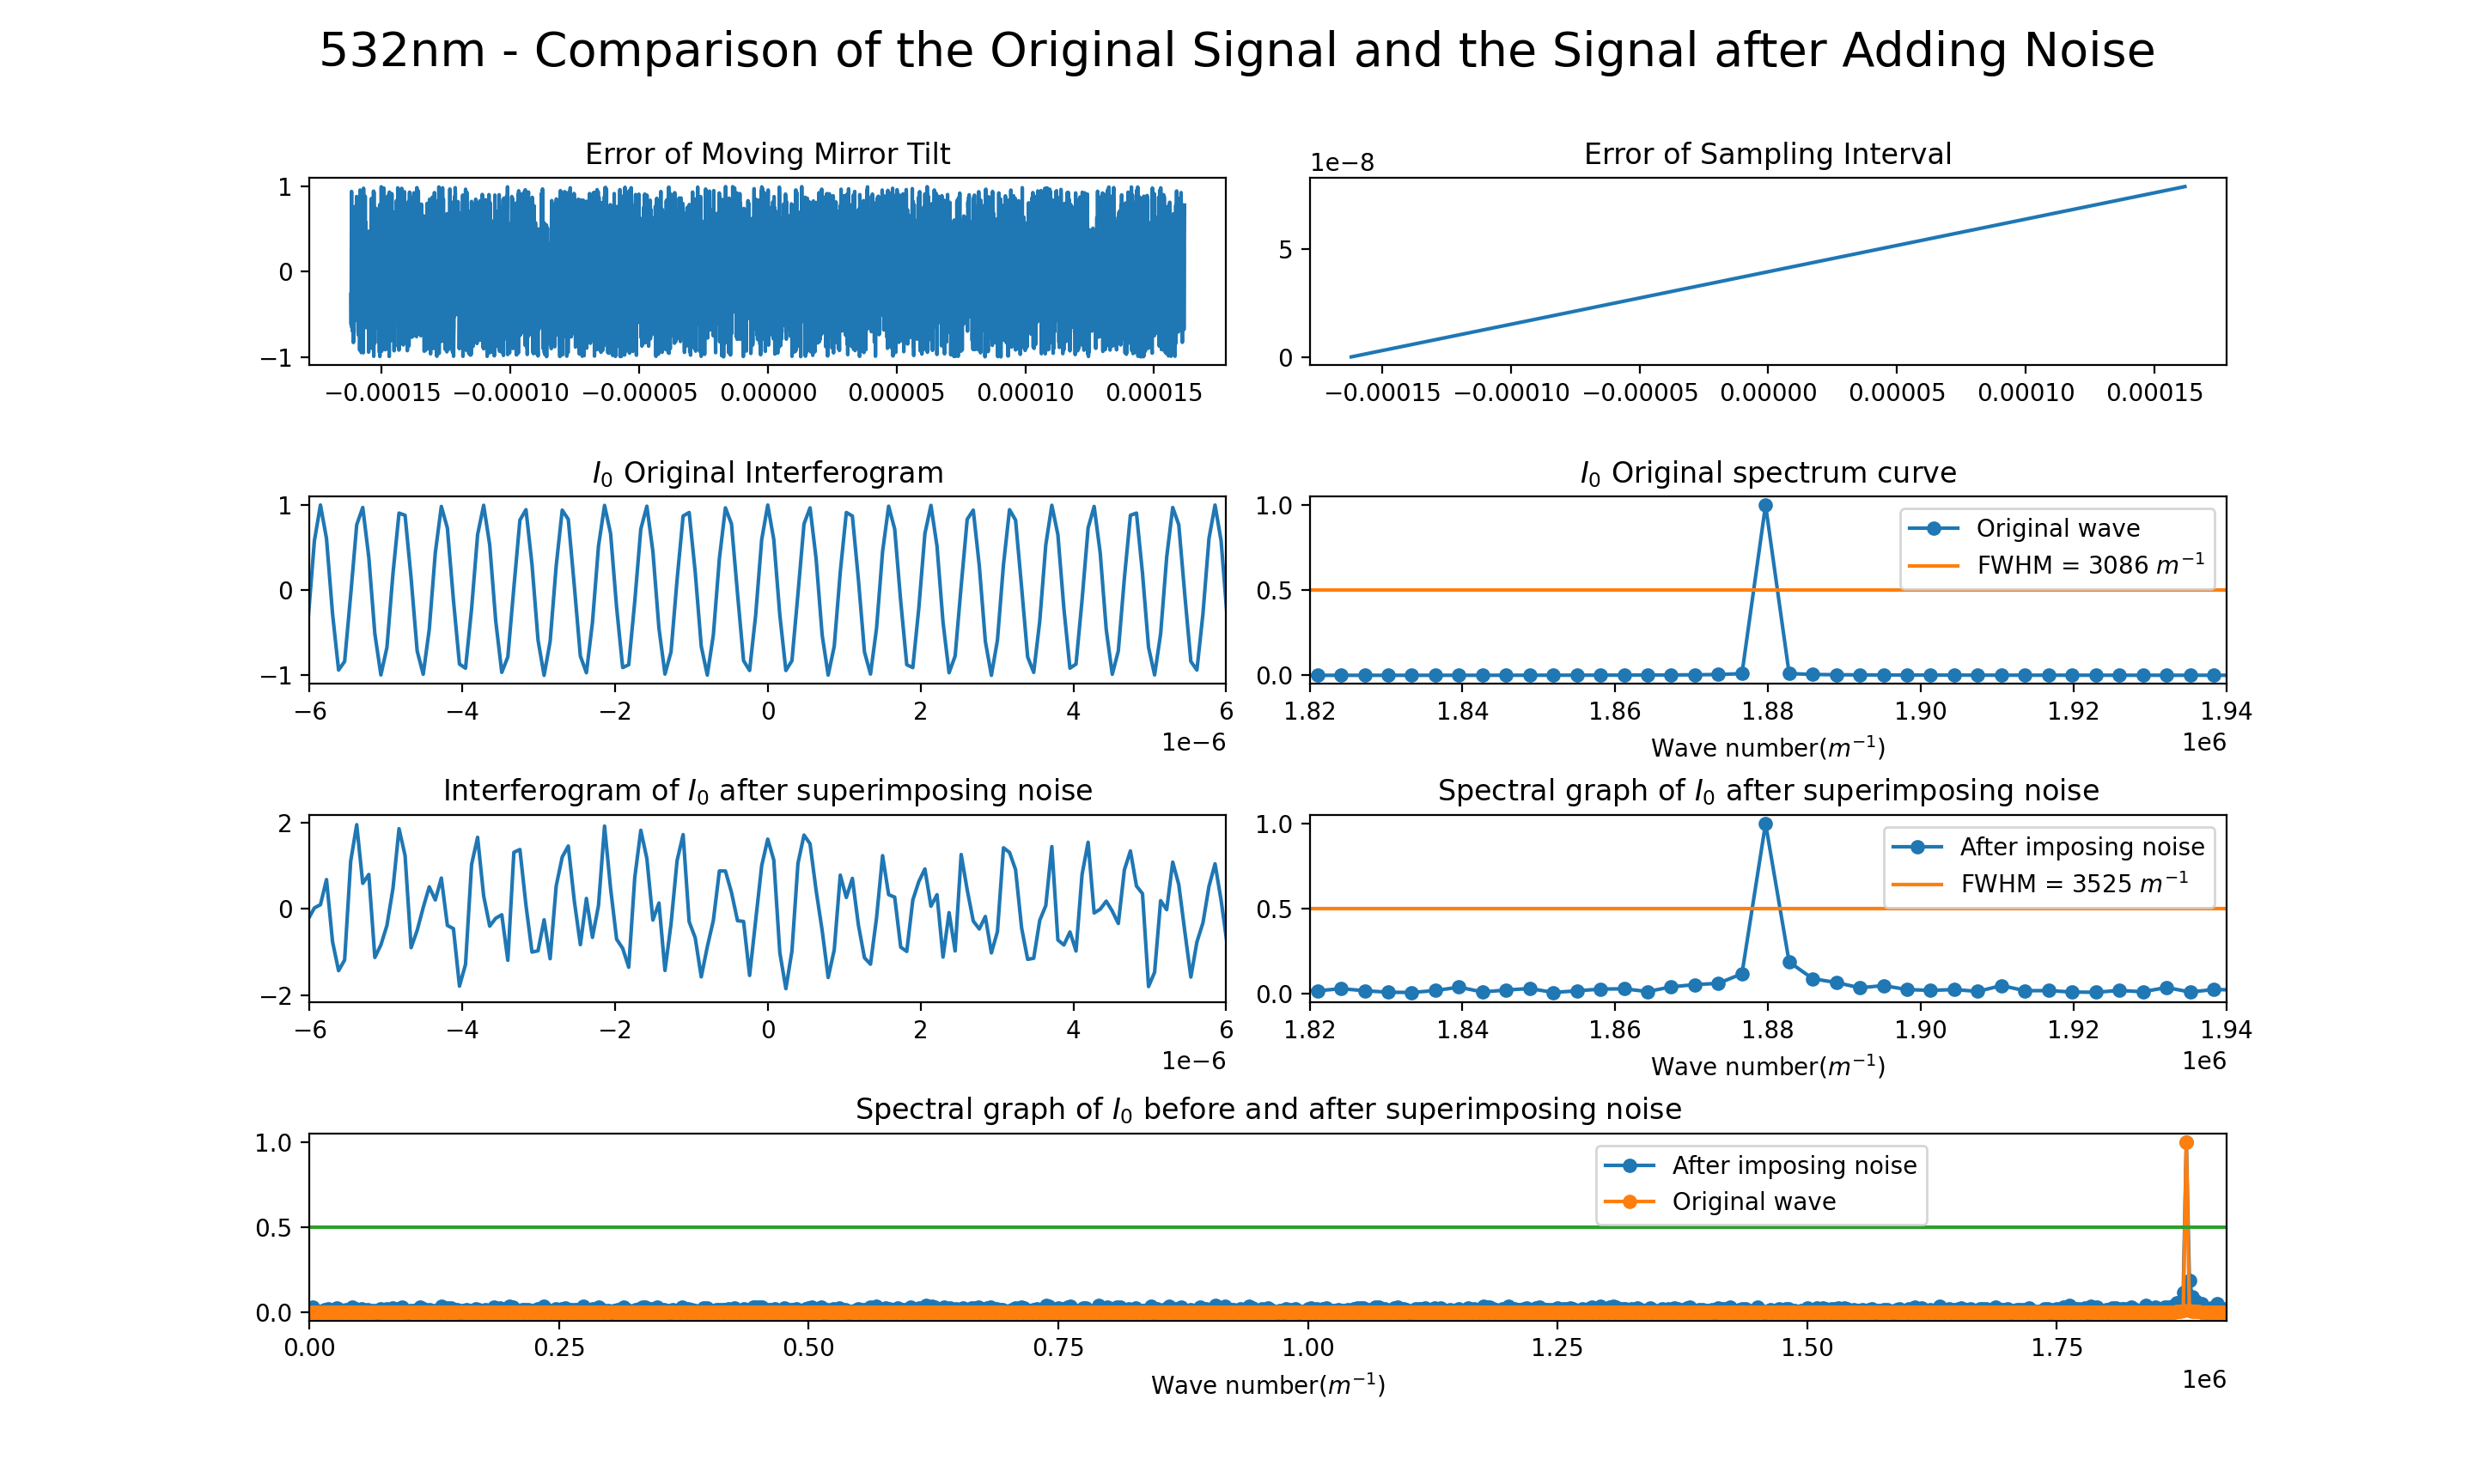 532nm - Comparison of the Original Signal and the Signal after Adding Noise
Error of Moving Mirror Tilt
1
0
−1
−0.00015 −0.00010 −0.00005 0.00000 0.00005 0.00010 0.00015
Error of Sampling Interval
1e−8
5
0
−0.00015 −0.00010 −0.00005 0.00000 0.00005 0.00010 0.00015
I₀ Original Interferogram
1
0
−1
−6 −4 −2 0 2 4 6
1e−6
I₀ Original spectrum curve
1.0
0.5
0.0
Original wave
FWHM = 3086 m⁻¹
1.82 1.84 1.86 1.88 1.90 1.92 1.94
Wave number(m⁻¹)
1e6
Interferogram of I₀ after superimposing noise
2
0
−2
−6 −4 −2 0 2 4 6
1e−6
Spectral graph of I₀ after superimposing noise
1.0
0.5
0.0
After imposing noise
FWHM = 3525 m⁻¹
1.82 1.84 1.86 1.88 1.90 1.92 1.94
Wave number(m⁻¹)
1e6
Spectral graph of I₀ before and after superimposing noise
1.0
0.5
0.0
After imposing noise
Original wave
0.00 0.25 0.50 0.75 1.00 1.25 1.50 1.75
1e6
Wave number(m⁻¹)